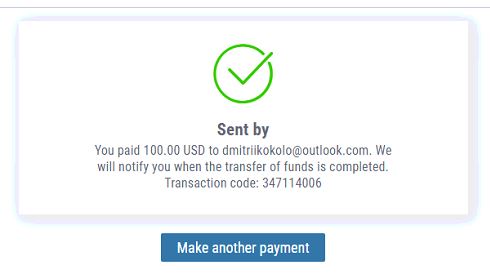 Sent by
You paid 100.00 USD to dmitriikokolo@outlook.com. We
will notify you when the transfer of funds is completed.
Transaction code: 347114006
Make another payment